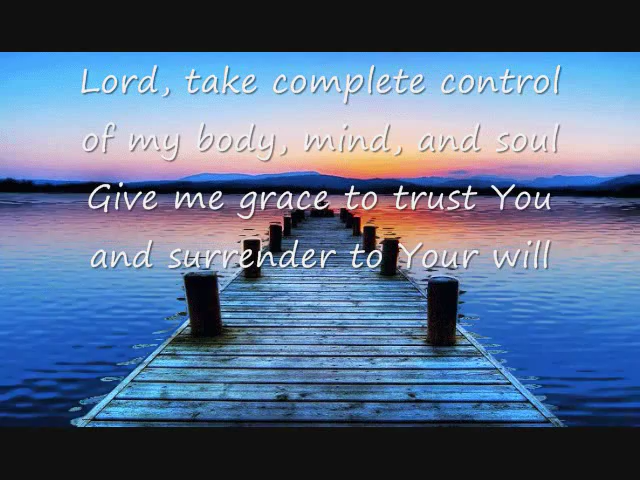 Lord, take complete control
of my body, mind, and soul
Give me grace to trust You
and surrender to Your will